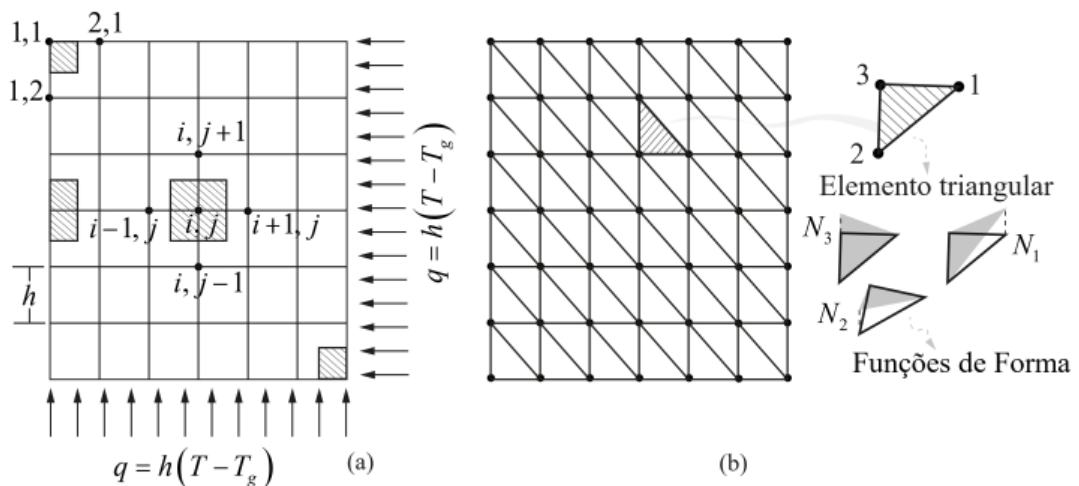 1,1
2,1
1,2
i, j+1
i−1, j
i, j
i+1, j
i, j−1
h
q = h(T − T_g)
q = h(T − T_g)
(a)
3
1
2
Elemento triangular
N_3
N_1
N_2
Funções de Forma
(b)